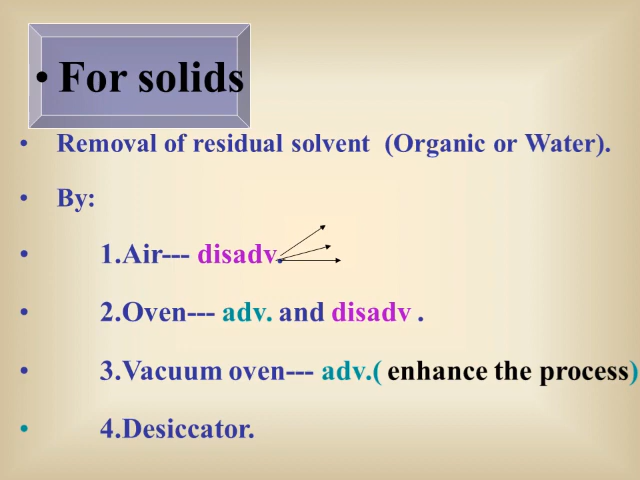 • For solids
• Removal of residual solvent (Organic or Water).
• By:
• 1.Air--- disadv.
• 2.Oven--- adv. and disadv .
• 3.Vacuum oven--- adv.( enhance the process)
• 4.Desiccator.